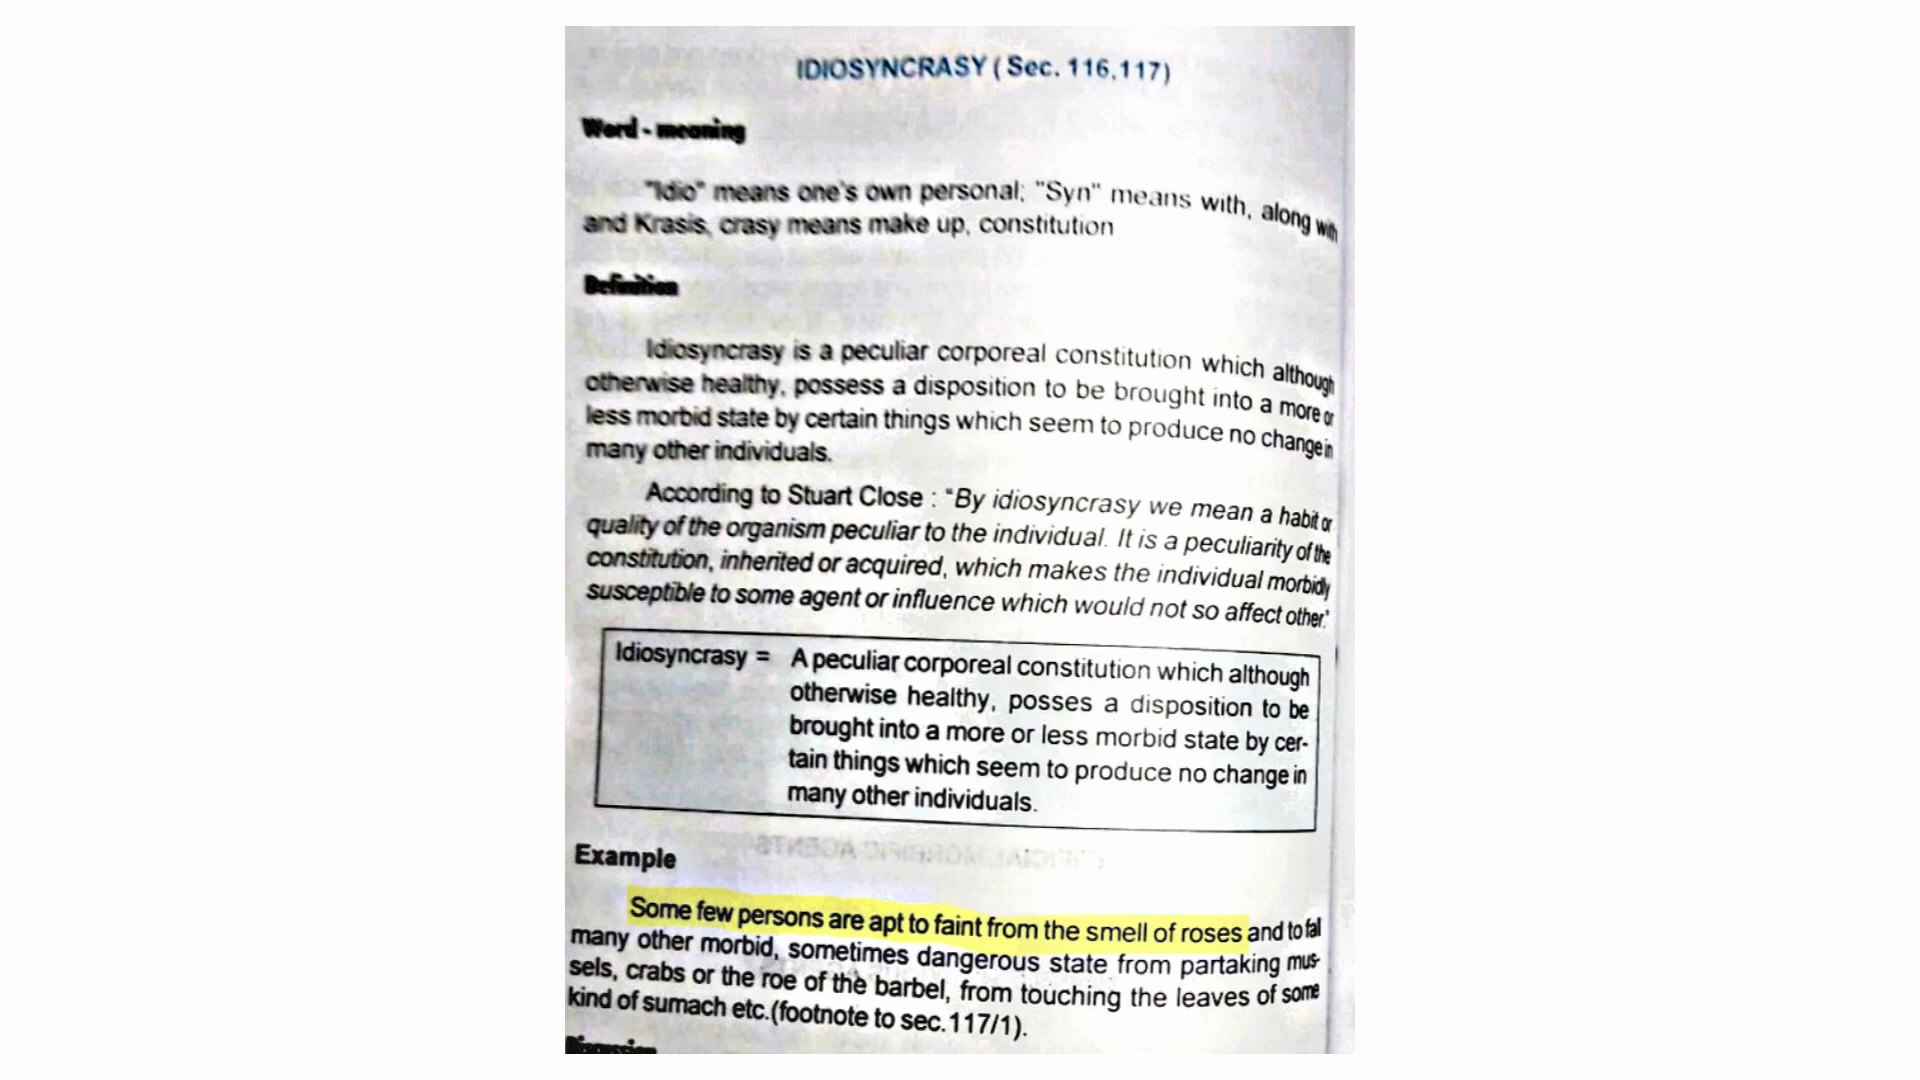 IDIOSYNCRASY ( Sec. 116,117)
Word - meaning
"Idio" means one's own personal; "Syn" means with, along with
and Krasis, crasy means make up, constitution
Definition
Idiosyncrasy is a peculiar corporeal constitution which although
otherwise healthy, possess a disposition to be brought into a more or
less morbid state by certain things which seem to produce no change in
many other individuals.
According to Stuart Close : "By idiosyncrasy we mean a habit or
quality of the organism peculiar to the individual. It is a peculiarity of the
constitution, inherited or acquired, which makes the individual morbidly
susceptible to some agent or influence which would not so affect other."
Idiosyncrasy = A peculiar corporeal constitution which although
otherwise healthy, posses a disposition to be
brought into a more or less morbid state by cer-
tain things which seem to produce no change in
many other individuals.
Example
Some few persons are apt to faint from the smell of roses and to fal
many other morbid, sometimes dangerous state from partaking mus-
sels, crabs or the roe of the barbel, from touching the leaves of some
kind of sumach etc.(footnote to sec.117/1).
Discussion